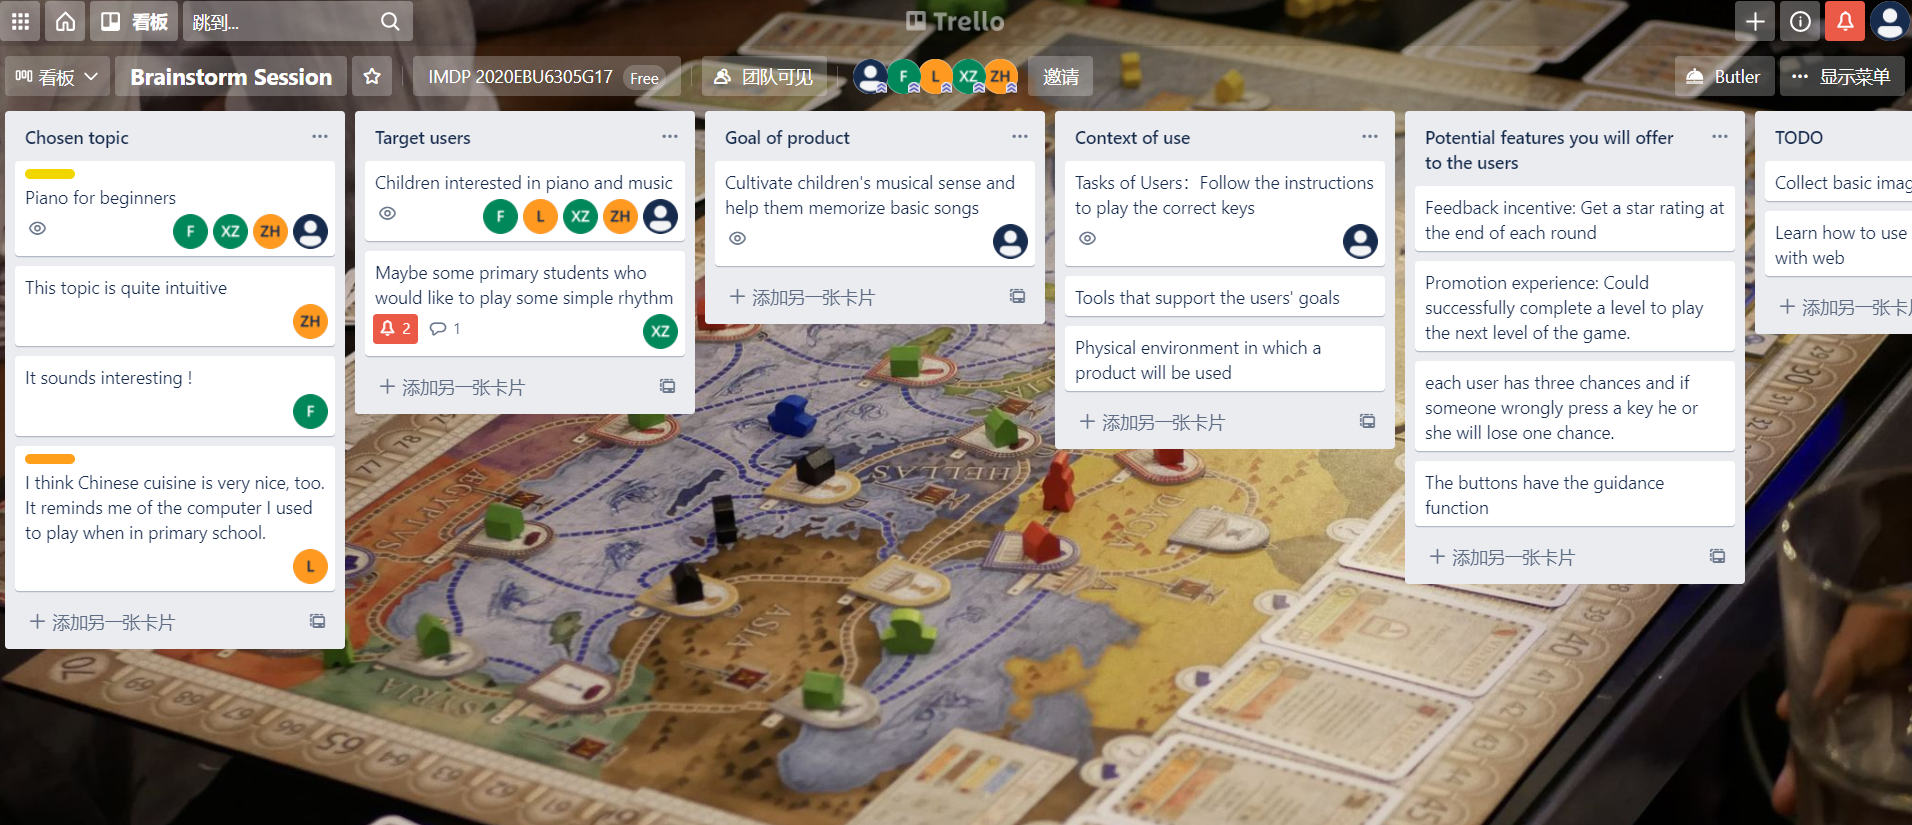 看板
跳到...
Trello
看板
Brainstorm Session
IMDP 2020EBU6305G17
Free
团队可见
F
L
XZ
ZH
邀请
Butler
显示菜单
Chosen topic
Piano for beginners
F
XZ
ZH
This topic is quite intuitive
ZH
It sounds interesting !
F
I think Chinese cuisine is very nice, too.
It reminds me of the computer I used
to play when in primary school.
L
添加另一张卡片
Target users
Children interested in piano and music
F
L
XZ
ZH
Maybe some primary students who
would like to play some simple rhythm
2
1
XZ
添加另一张卡片
Goal of product
Cultivate children's musical sense and
help them memorize basic songs
添加另一张卡片
Context of use
Tasks of Users：Follow the instructions
to play the correct keys
Tools that support the users' goals
Physical environment in which a
product will be used
添加另一张卡片
Potential features you will offer
to the users
Feedback incentive: Get a star rating at
the end of each round
Promotion experience: Could
successfully complete a level to play
the next level of the game.
each user has three chances and if
someone wrongly press a key he or
she will lose one chance.
The buttons have the guidance
function
添加另一张卡片
TODO
Collect basic imag
Learn how to use
with web
添加另一张卡片
AEGYPTUS
HELLAS
DACIA
ASIA
SYRIA